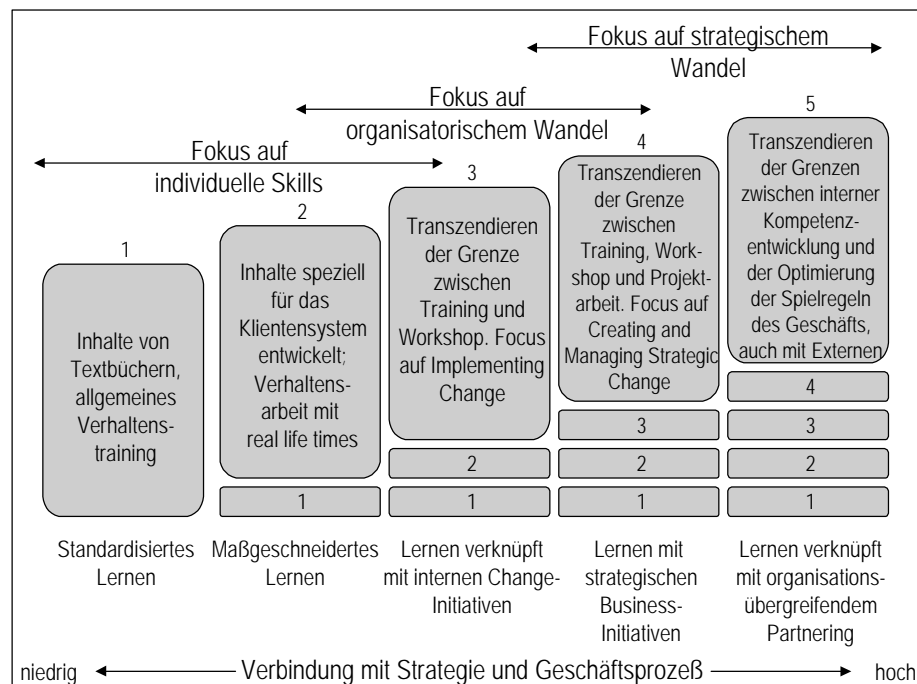 Fokus auf strategischem
Wandel
Fokus auf
organisatorischem Wandel
Fokus auf
individuelle Skills
1
Inhalte von
Textbüchern,
allgemeines
Verhaltens-
training
2
Inhalte speziell
für das
Klientensystem
entwickelt;
Verhaltens-
arbeit mit
real life times
1
3
Transzendieren
der Grenze
zwischen
Training und
Workshop. Focus
auf Implementing
Change
2
1
4
Transzendieren
der Grenze
zwischen
Training, Work-
shop und Projekt-
arbeit. Focus auf
Creating and
Managing Strategic
Change
3
2
1
5
Transzendieren
der Grenzen
zwischen interner
Kompetenz-
entwicklung und
der Optimierung
der Spielregeln
des Geschäfts,
auch mit Externen
4
3
2
1
Standardisiertes
Lernen
Maßgeschneidertes
Lernen
Lernen verknüpft
mit internen Change-
Initiativen
Lernen mit
strategischen
Business-
Initiativen
Lernen verknüpft
mit organisations-
übergreifendem
Partnering
niedrig Verbindung mit Strategie und Geschäftsprozeß hoch